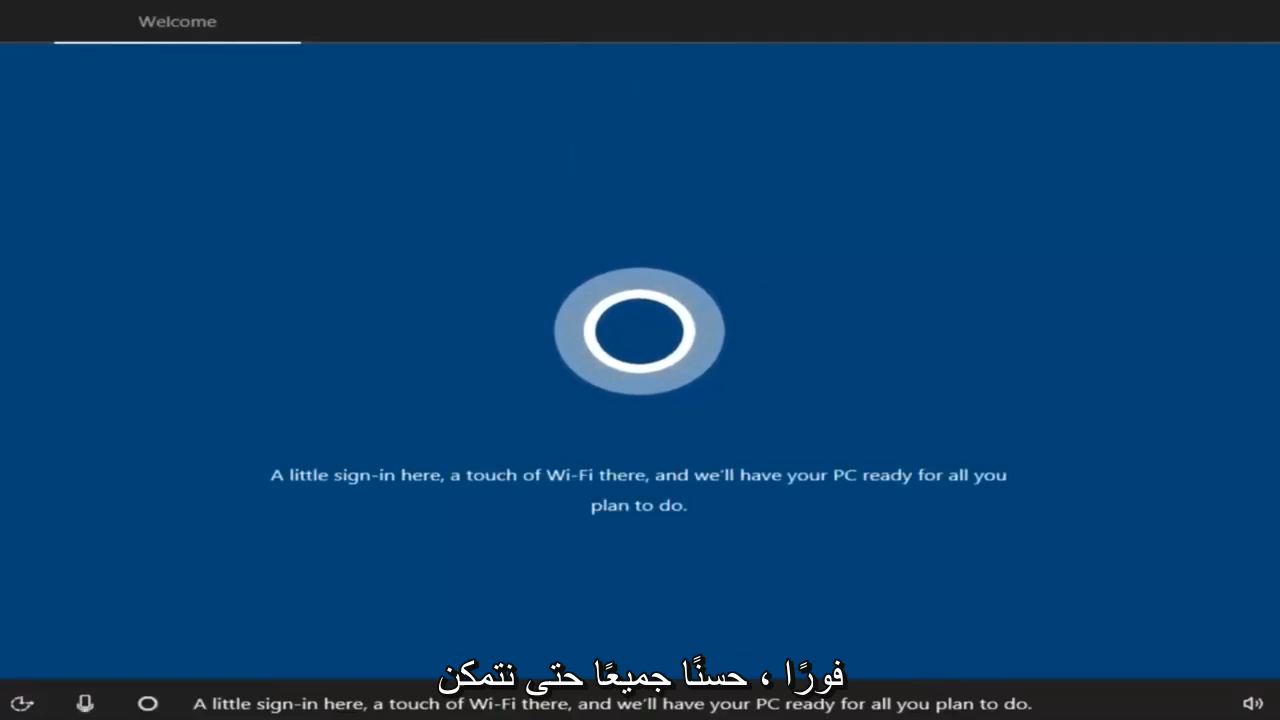 Welcome
A little sign-in here, a touch of Wi-Fi there, and we'll have your PC ready for all you
plan to do.
فورًا ، حسنًا جميعًا حتى نتمكن
A little sign-in here, a touch of Wi-Fi there, and we'll have your PC ready for all you plan to do.